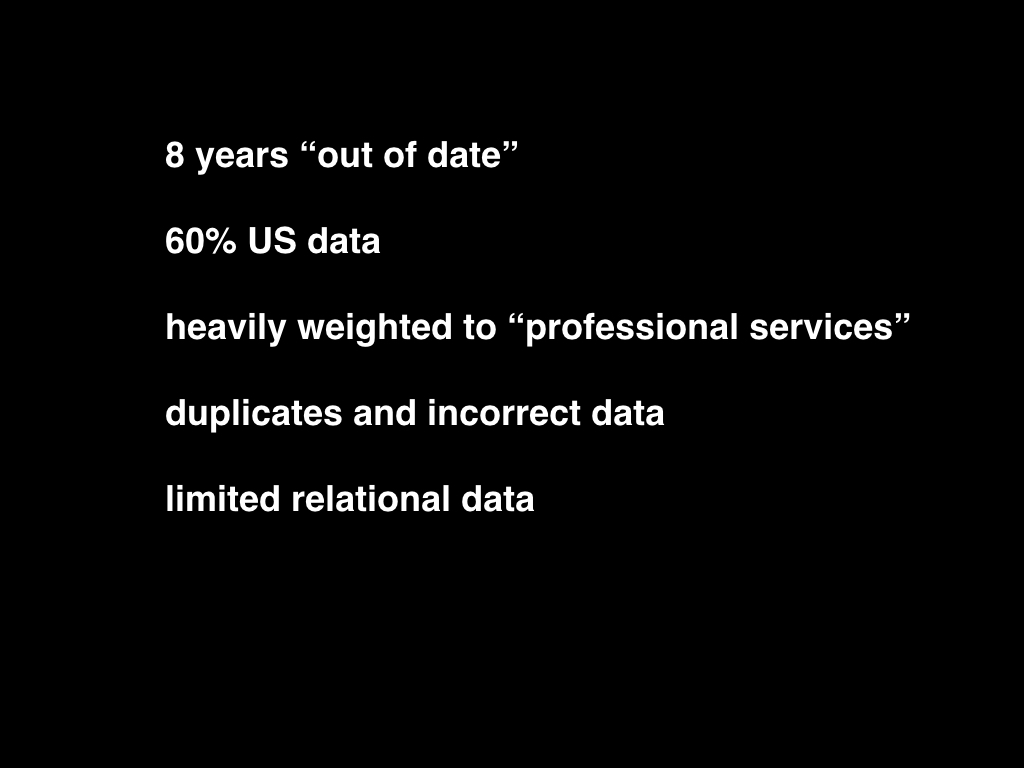 8 years “out of date”
60% US data
heavily weighted to “professional services”
duplicates and incorrect data
limited relational data